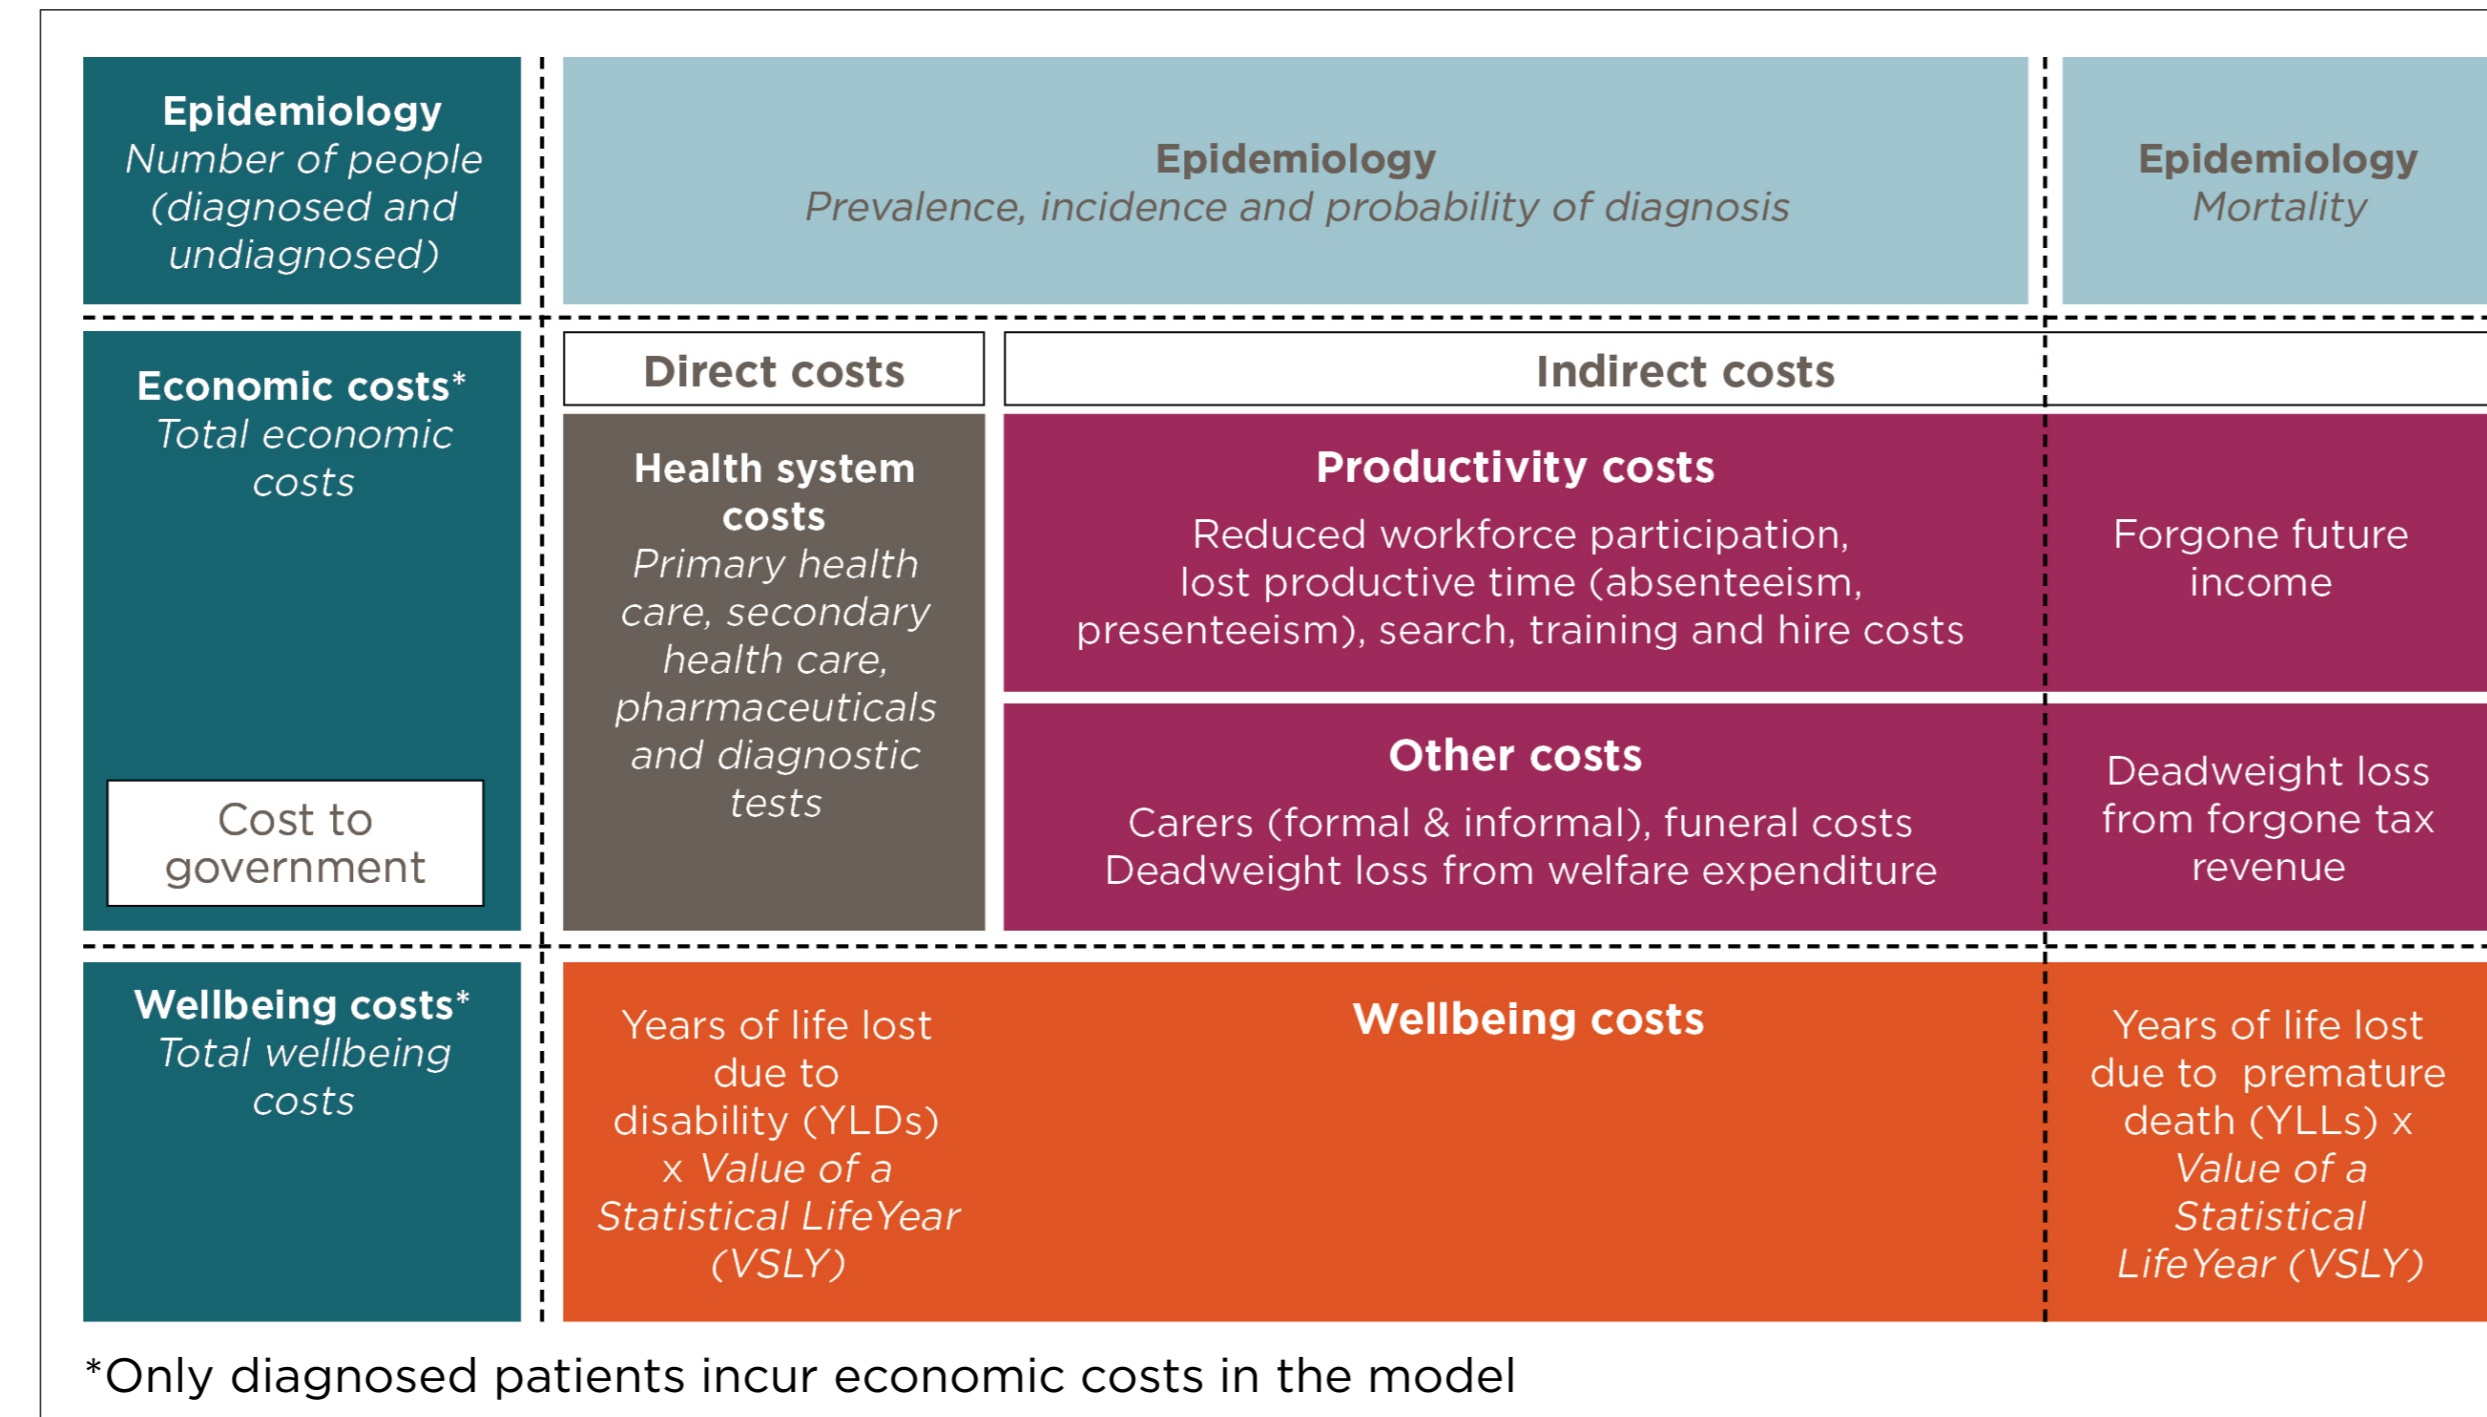 Epidemiology
Number of people
(diagnosed and
undiagnosed)
Epidemiology
Prevalence, incidence and probability of diagnosis
Epidemiology
Mortality
Economic costs*
Total economic
costs
Cost to
government
Direct costs
Indirect costs
Health system
costs
Primary health
care, secondary
health care,
pharmaceuticals
and diagnostic
tests
Productivity costs
Reduced workforce participation,
lost productive time (absenteeism,
presenteeism), search, training and hire costs
Forgone future
income
Other costs
Carers (formal & informal), funeral costs
Deadweight loss from welfare expenditure
Deadweight loss
from forgone tax
revenue
Wellbeing costs*
Total wellbeing
costs
Years of life lost
due to
disability (YLDs)
x Value of a
Statistical LifeYear
(VSLY)
Wellbeing costs
Years of life lost
due to  premature
death (YLLs) x
Value of a
Statistical
LifeYear (VSLY)
*Only diagnosed patients incur economic costs in the model